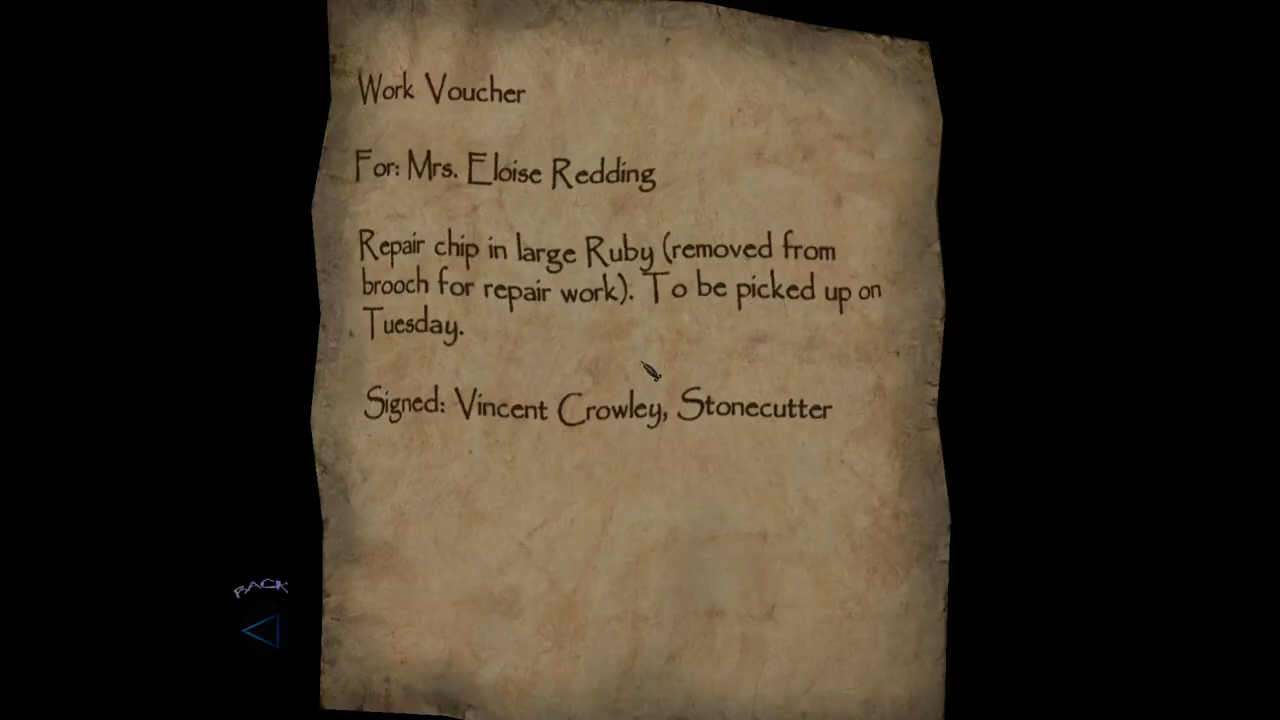 Work Voucher
For: Mrs. Eloise Redding
Repair chip in large Ruby (removed from
brooch for repair work). To be picked up on
Tuesday.
Signed: Vincent Crowley, Stonecutter
BACK